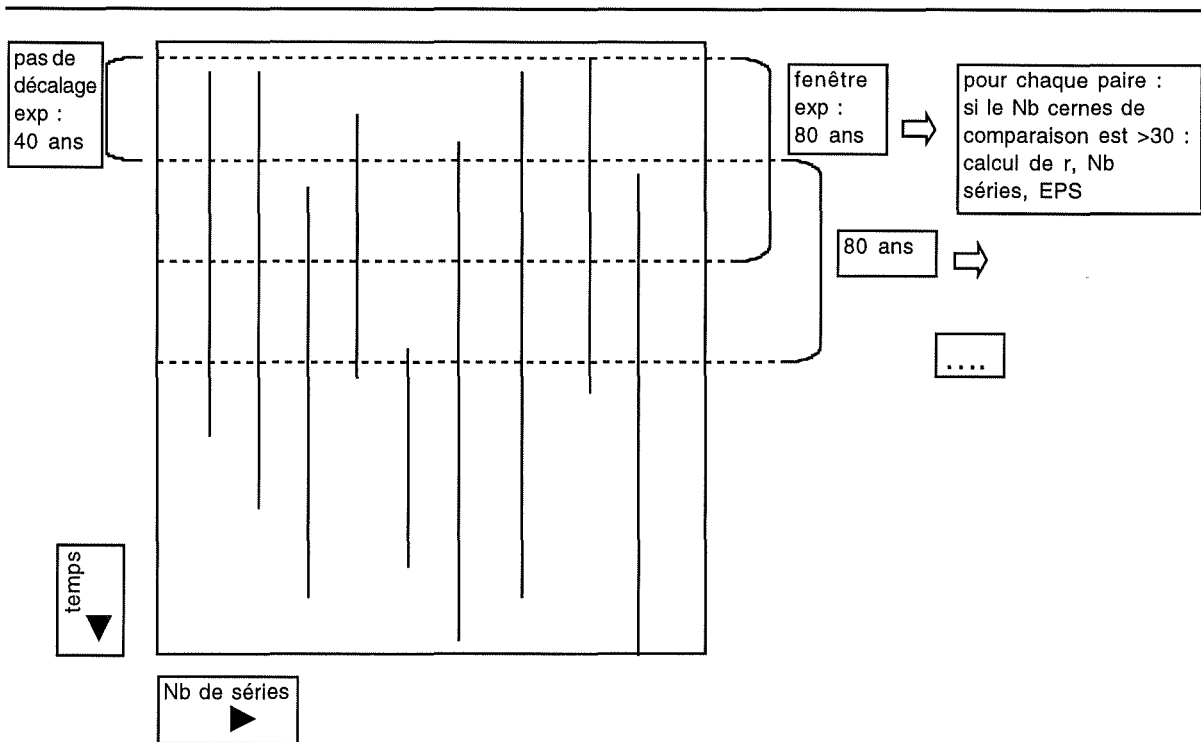 pas de
décalage
exp :
40 ans
fenêtre
exp :
80 ans
pour chaque paire :
si le Nb cernes de
comparaison est >30 :
calcul de r, Nb
séries, EPS
80 ans
....
temps
Nb de séries